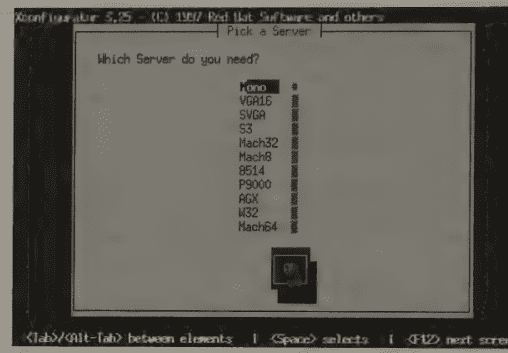 Xconfigurator 3.25 - (C) 1997 Red Hat Software and others
Pick a Server
Which Server do you need?
Mono
VGA16
SVGA
S3
Mach32
Mach8
8514
P9000
AGX
W32
Mach64
Ok
<Tab>/<Alt-Tab> between elements | <Space> selects | <F12> next scree